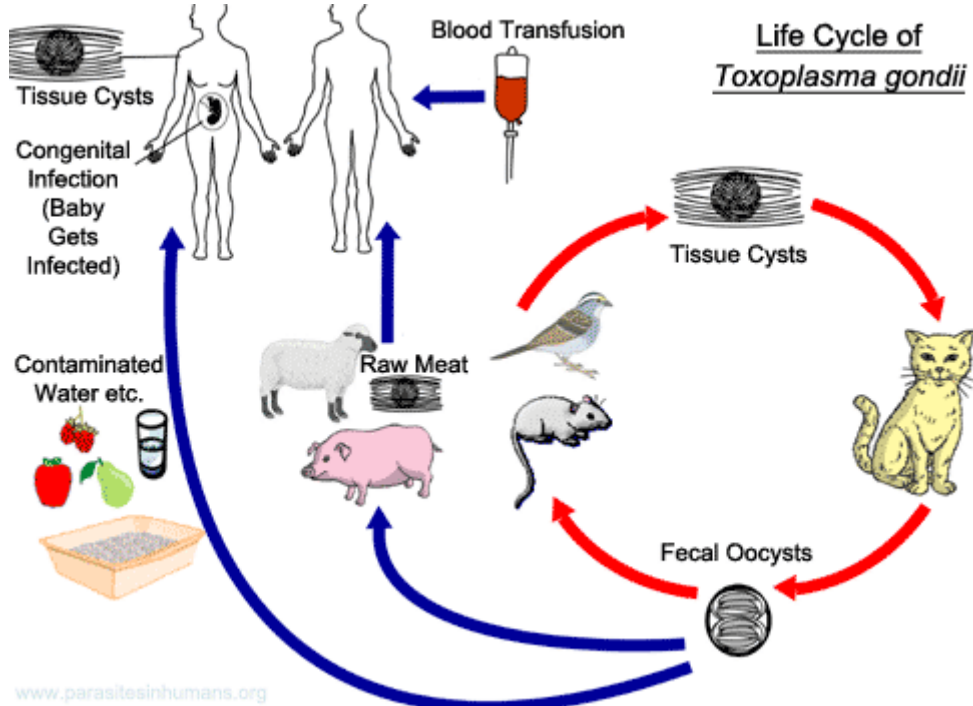 Life Cycle of
Toxoplasma gondii
Blood Transfusion
Tissue Cysts
Congenital
Infection
(Baby
Gets
Infected)
Tissue Cysts
Raw Meat
Contaminated
Water etc.
Fecal Oocysts
www.parasitesinhumans.org